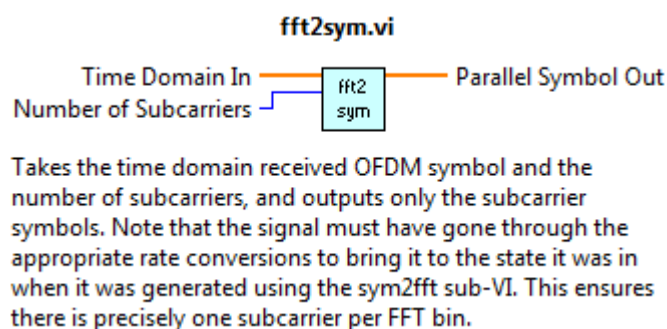 fft2sym.vi
Time Domain In
Parallel Symbol Out
fft2
sym
Number of Subcarriers
Takes the time domain received OFDM symbol and the
number of subcarriers, and outputs only the subcarrier
symbols. Note that the signal must have gone through the
appropriate rate conversions to bring it to the state it was in
when it was generated using the sym2fft sub-VI. This ensures
there is precisely one subcarrier per FFT bin.